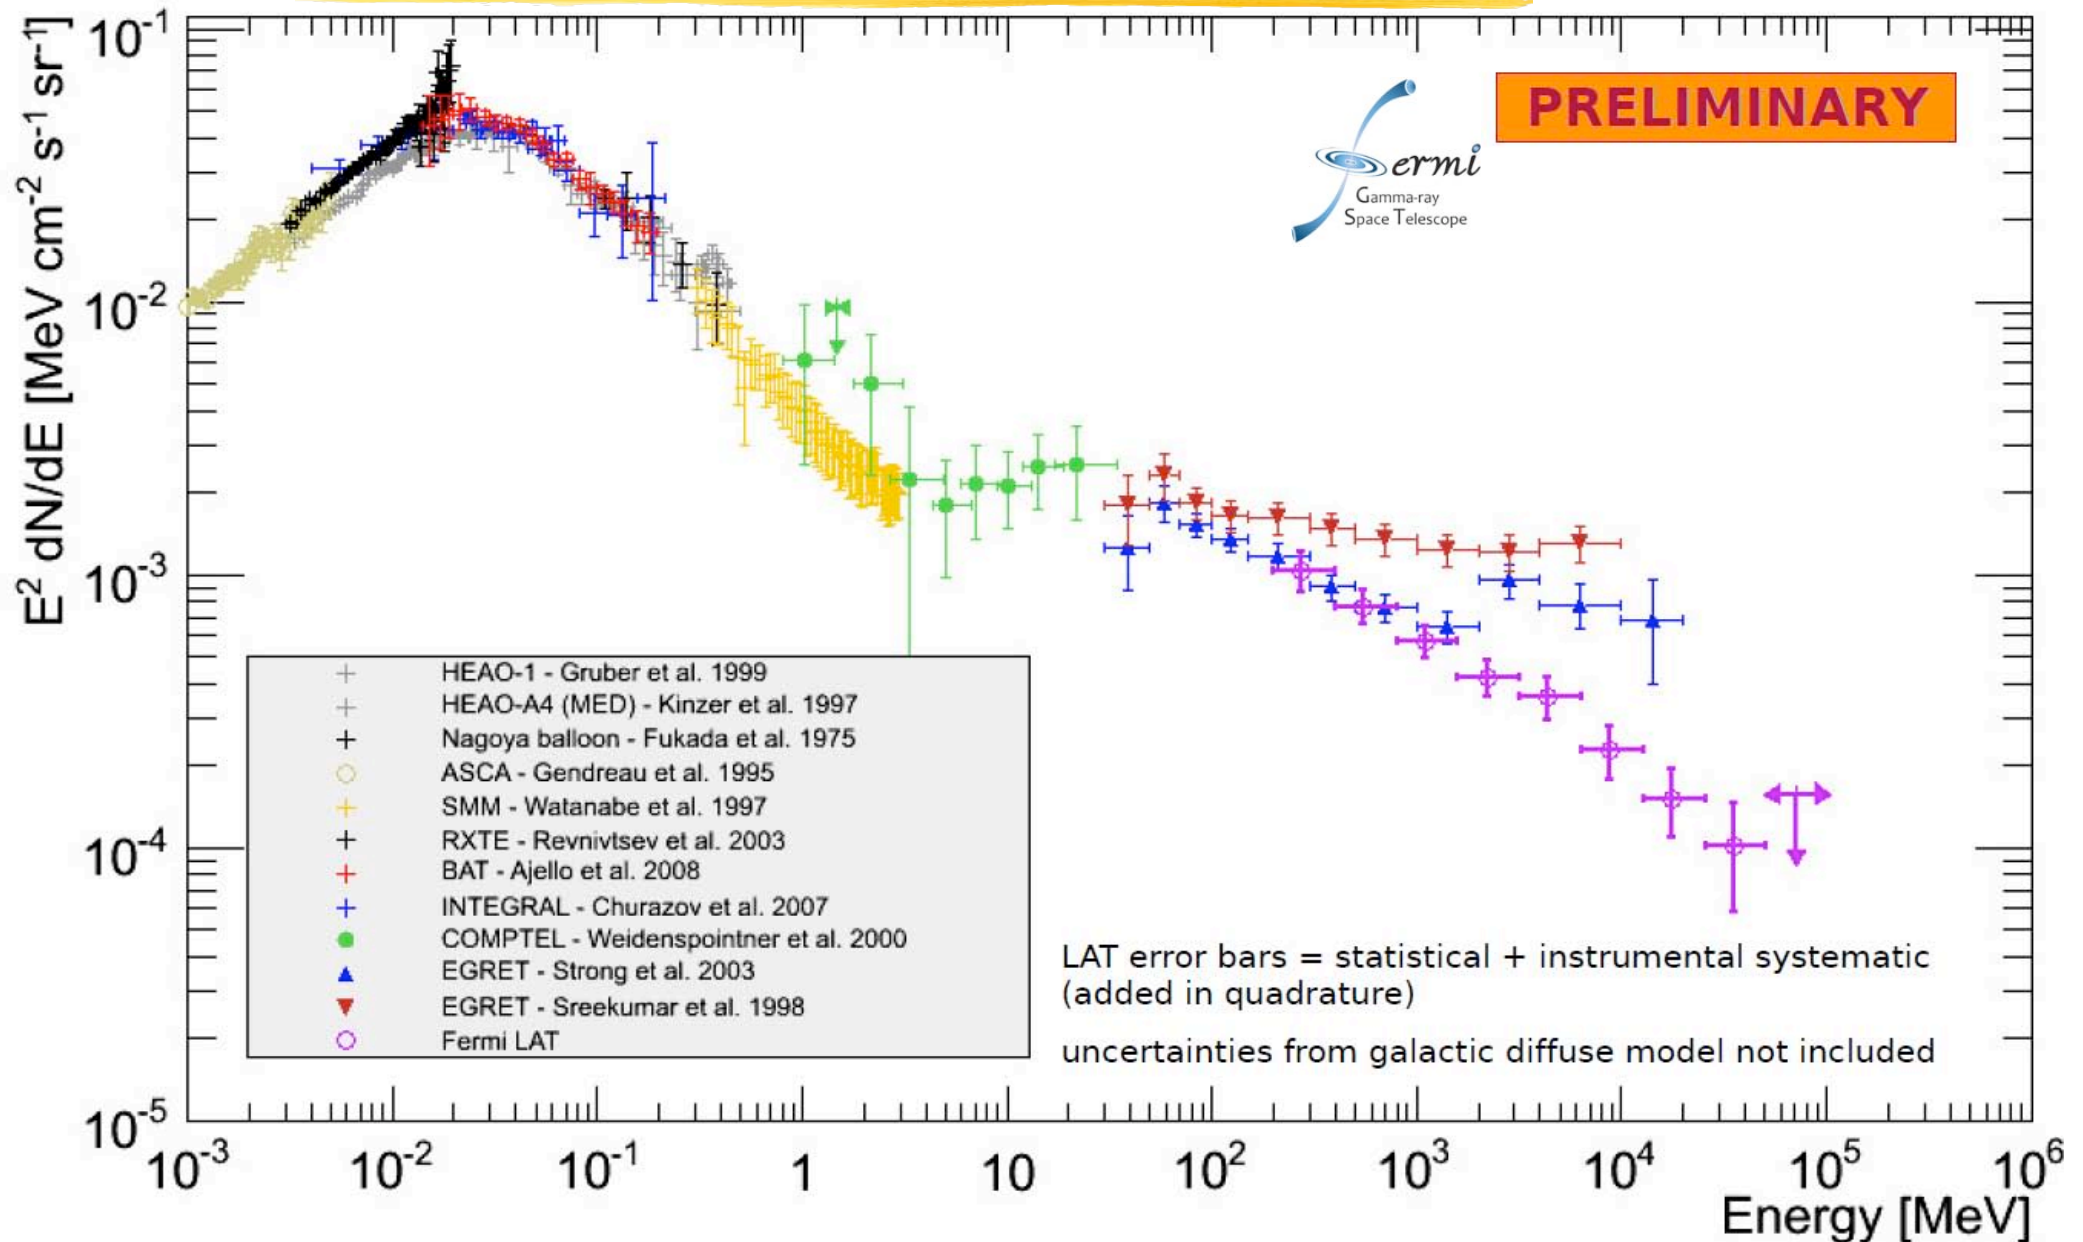 PRELIMINARY
Fermi
Gamma-ray
Space Telescope
E² dN/dE [MeV cm⁻² s⁻¹ sr⁻¹]
10⁻¹
10⁻²
10⁻³
10⁻⁴
10⁻⁵
HEAO-1 - Gruber et al. 1999
HEAO-A4 (MED) - Kinzer et al. 1997
Nagoya balloon - Fukada et al. 1975
ASCA - Gendreau et al. 1995
SMM - Watanabe et al. 1997
RXTE - Revnivtsev et al. 2003
BAT - Ajello et al. 2008
INTEGRAL - Churazov et al. 2007
COMPTEL - Weidenspointner et al. 2000
EGRET - Strong et al. 2003
EGRET - Sreekumar et al. 1998
Fermi LAT
LAT error bars = statistical + instrumental systematic
(added in quadrature)
uncertainties from galactic diffuse model not included
10⁻³ 10⁻² 10⁻¹ 1 10 10² 10³ 10⁴ 10⁵ 10⁶
Energy [MeV]